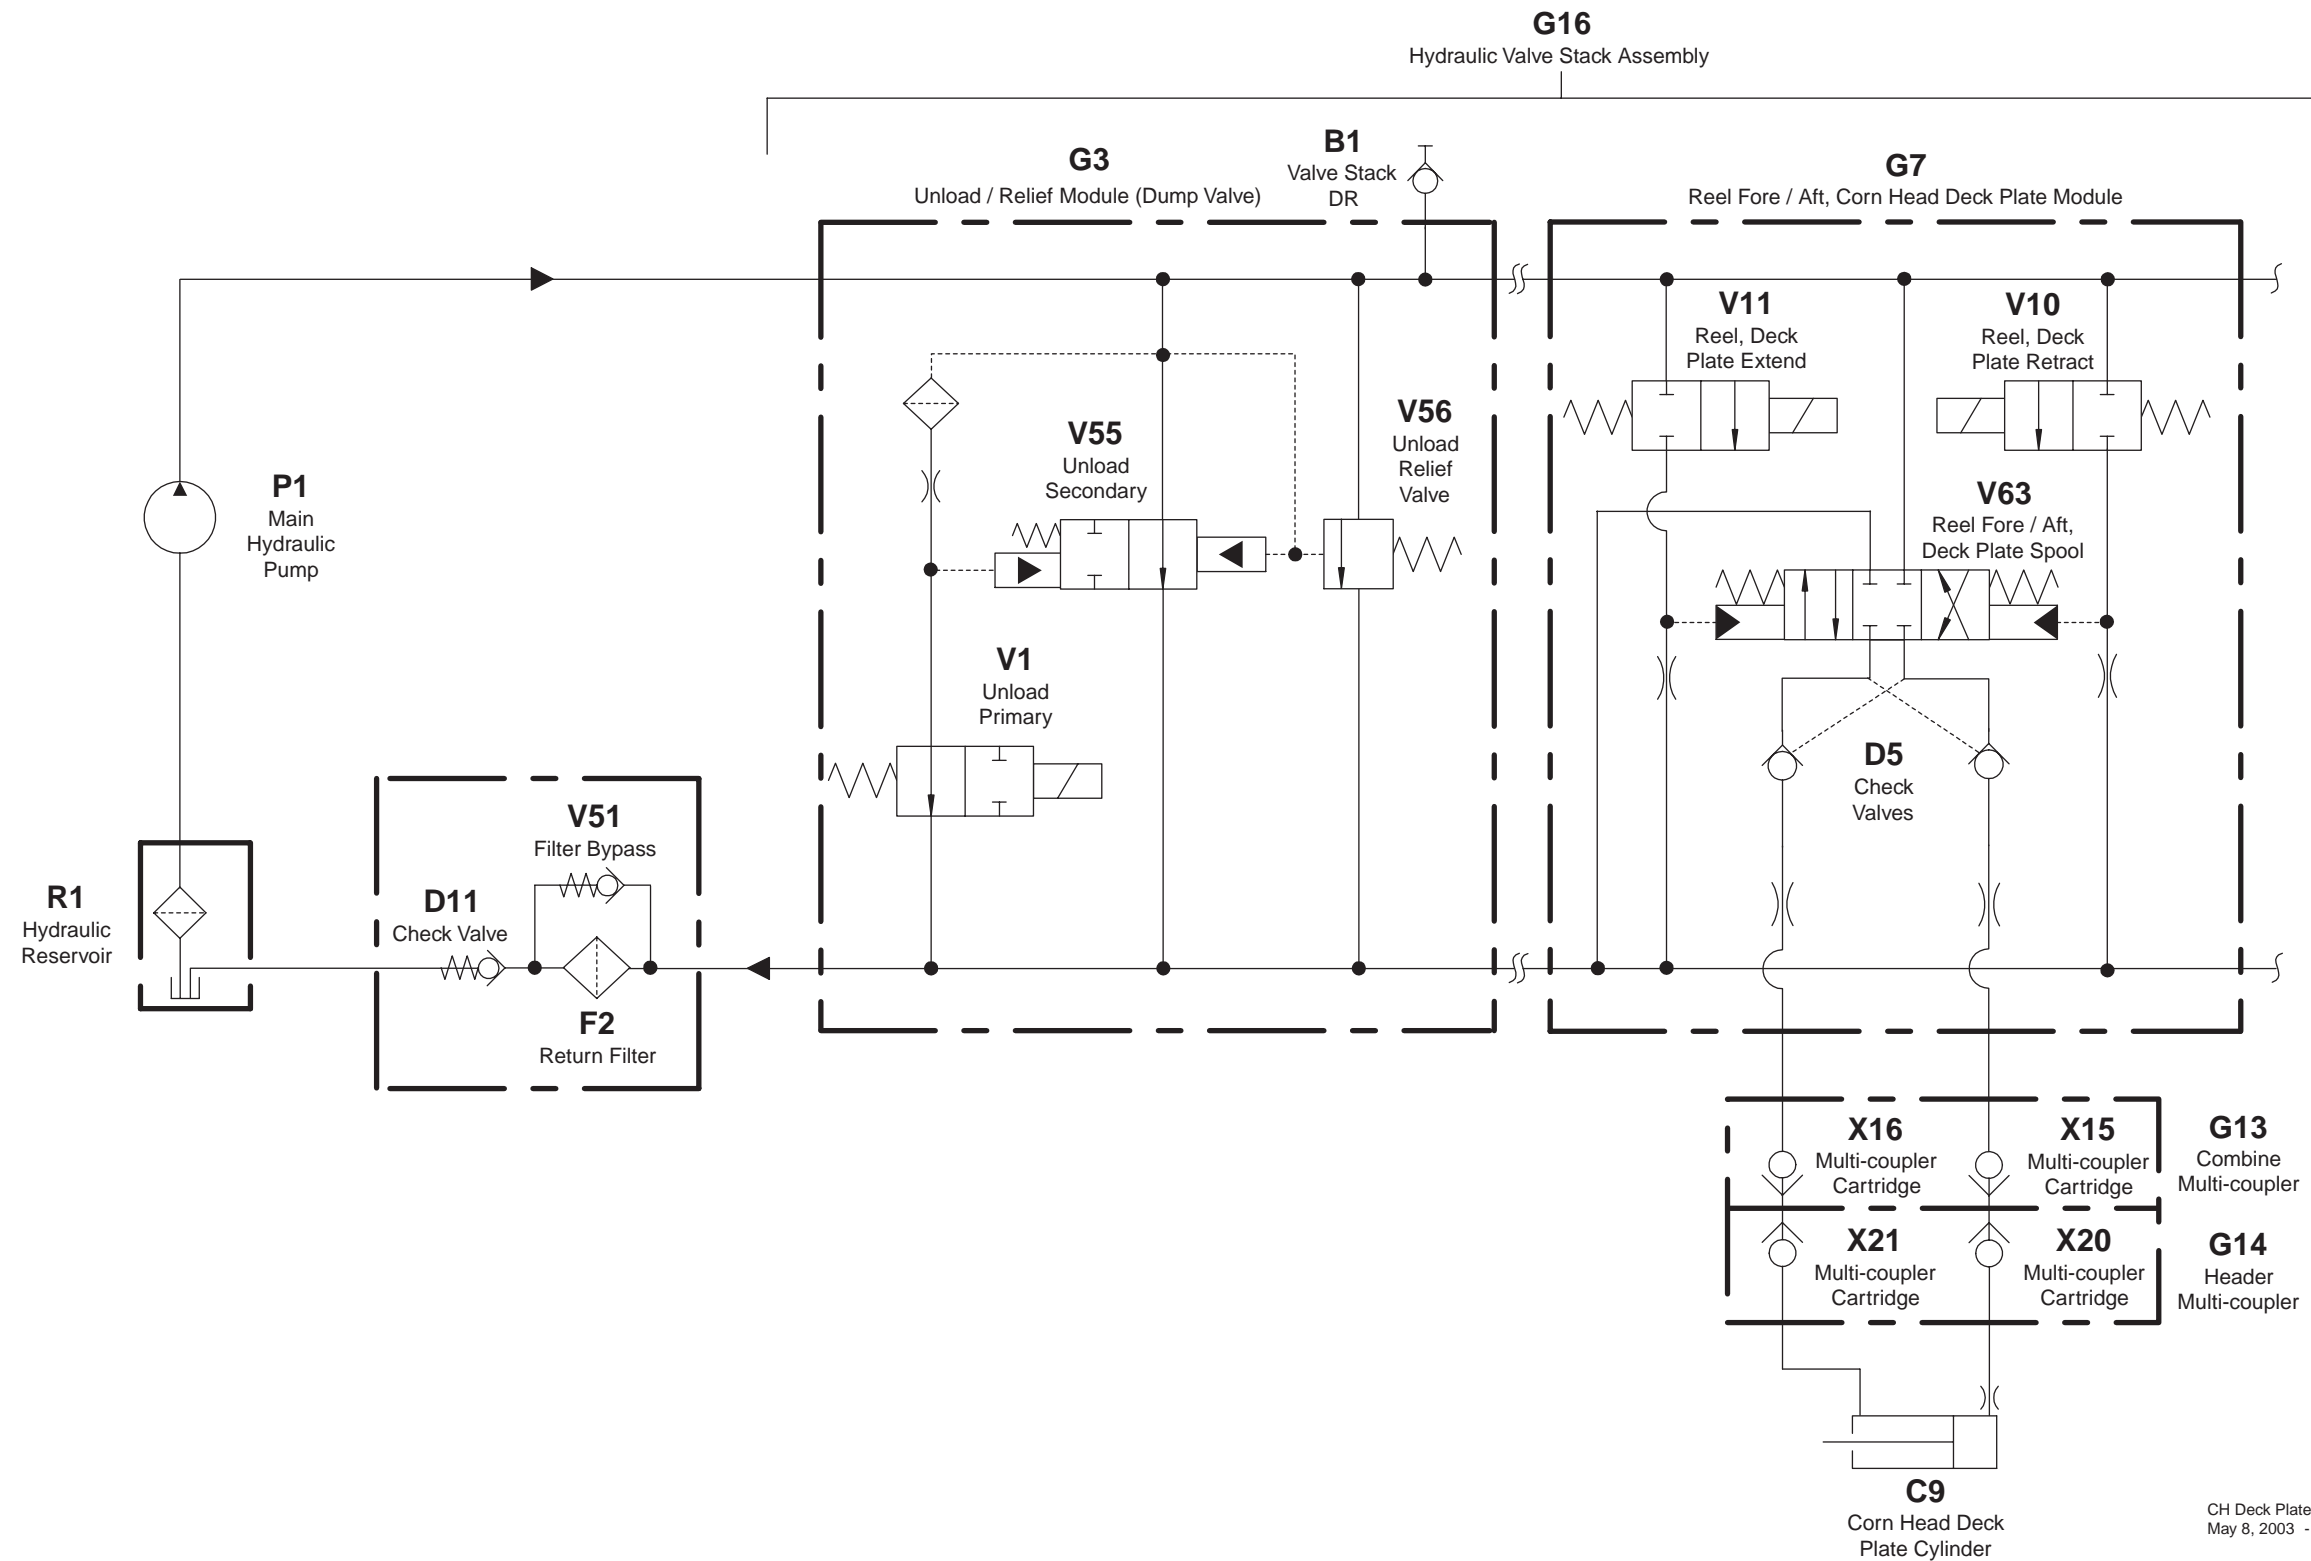 G16
Hydraulic Valve Stack Assembly
B1
Valve Stack
DR
G3
Unload / Relief Module (Dump Valve)
G7
Reel Fore / Aft, Corn Head Deck Plate Module
V11
Reel, Deck
Plate Extend
V10
Reel, Deck
Plate Retract
V56
Unload
Relief
Valve
V55
Unload
Secondary
P1
Main
Hydraulic
Pump
V63
Reel Fore / Aft,
Deck Plate Spool
V1
Unload
Primary
D5
Check
Valves
V51
Filter Bypass
R1
Hydraulic
Reservoir
D11
Check Valve
F2
Return Filter
X16
Multi-coupler
Cartridge
X15
Multi-coupler
Cartridge
G13
Combine
Multi-coupler
X21
Multi-coupler
Cartridge
X20
Multi-coupler
Cartridge
G14
Header
Multi-coupler
C9
Corn Head Deck
Plate Cylinder
CH Deck Plate
May 8, 2003 -